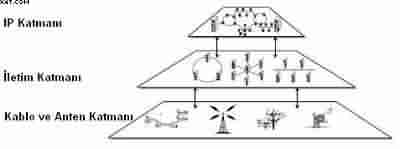 IP Katmanı
İletim Katmanı
Kablo ve Anten Katmanı